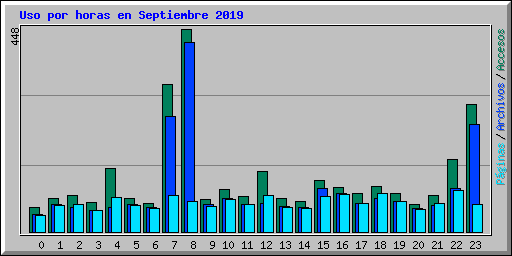 Uso por horas en Septiembre 2019
448
Páginas / Archivos / Accesos
0 1 2 3 4 5 6 7 8 9 10 11 12 13 14 15 16 17 18 19 20 21 22 23